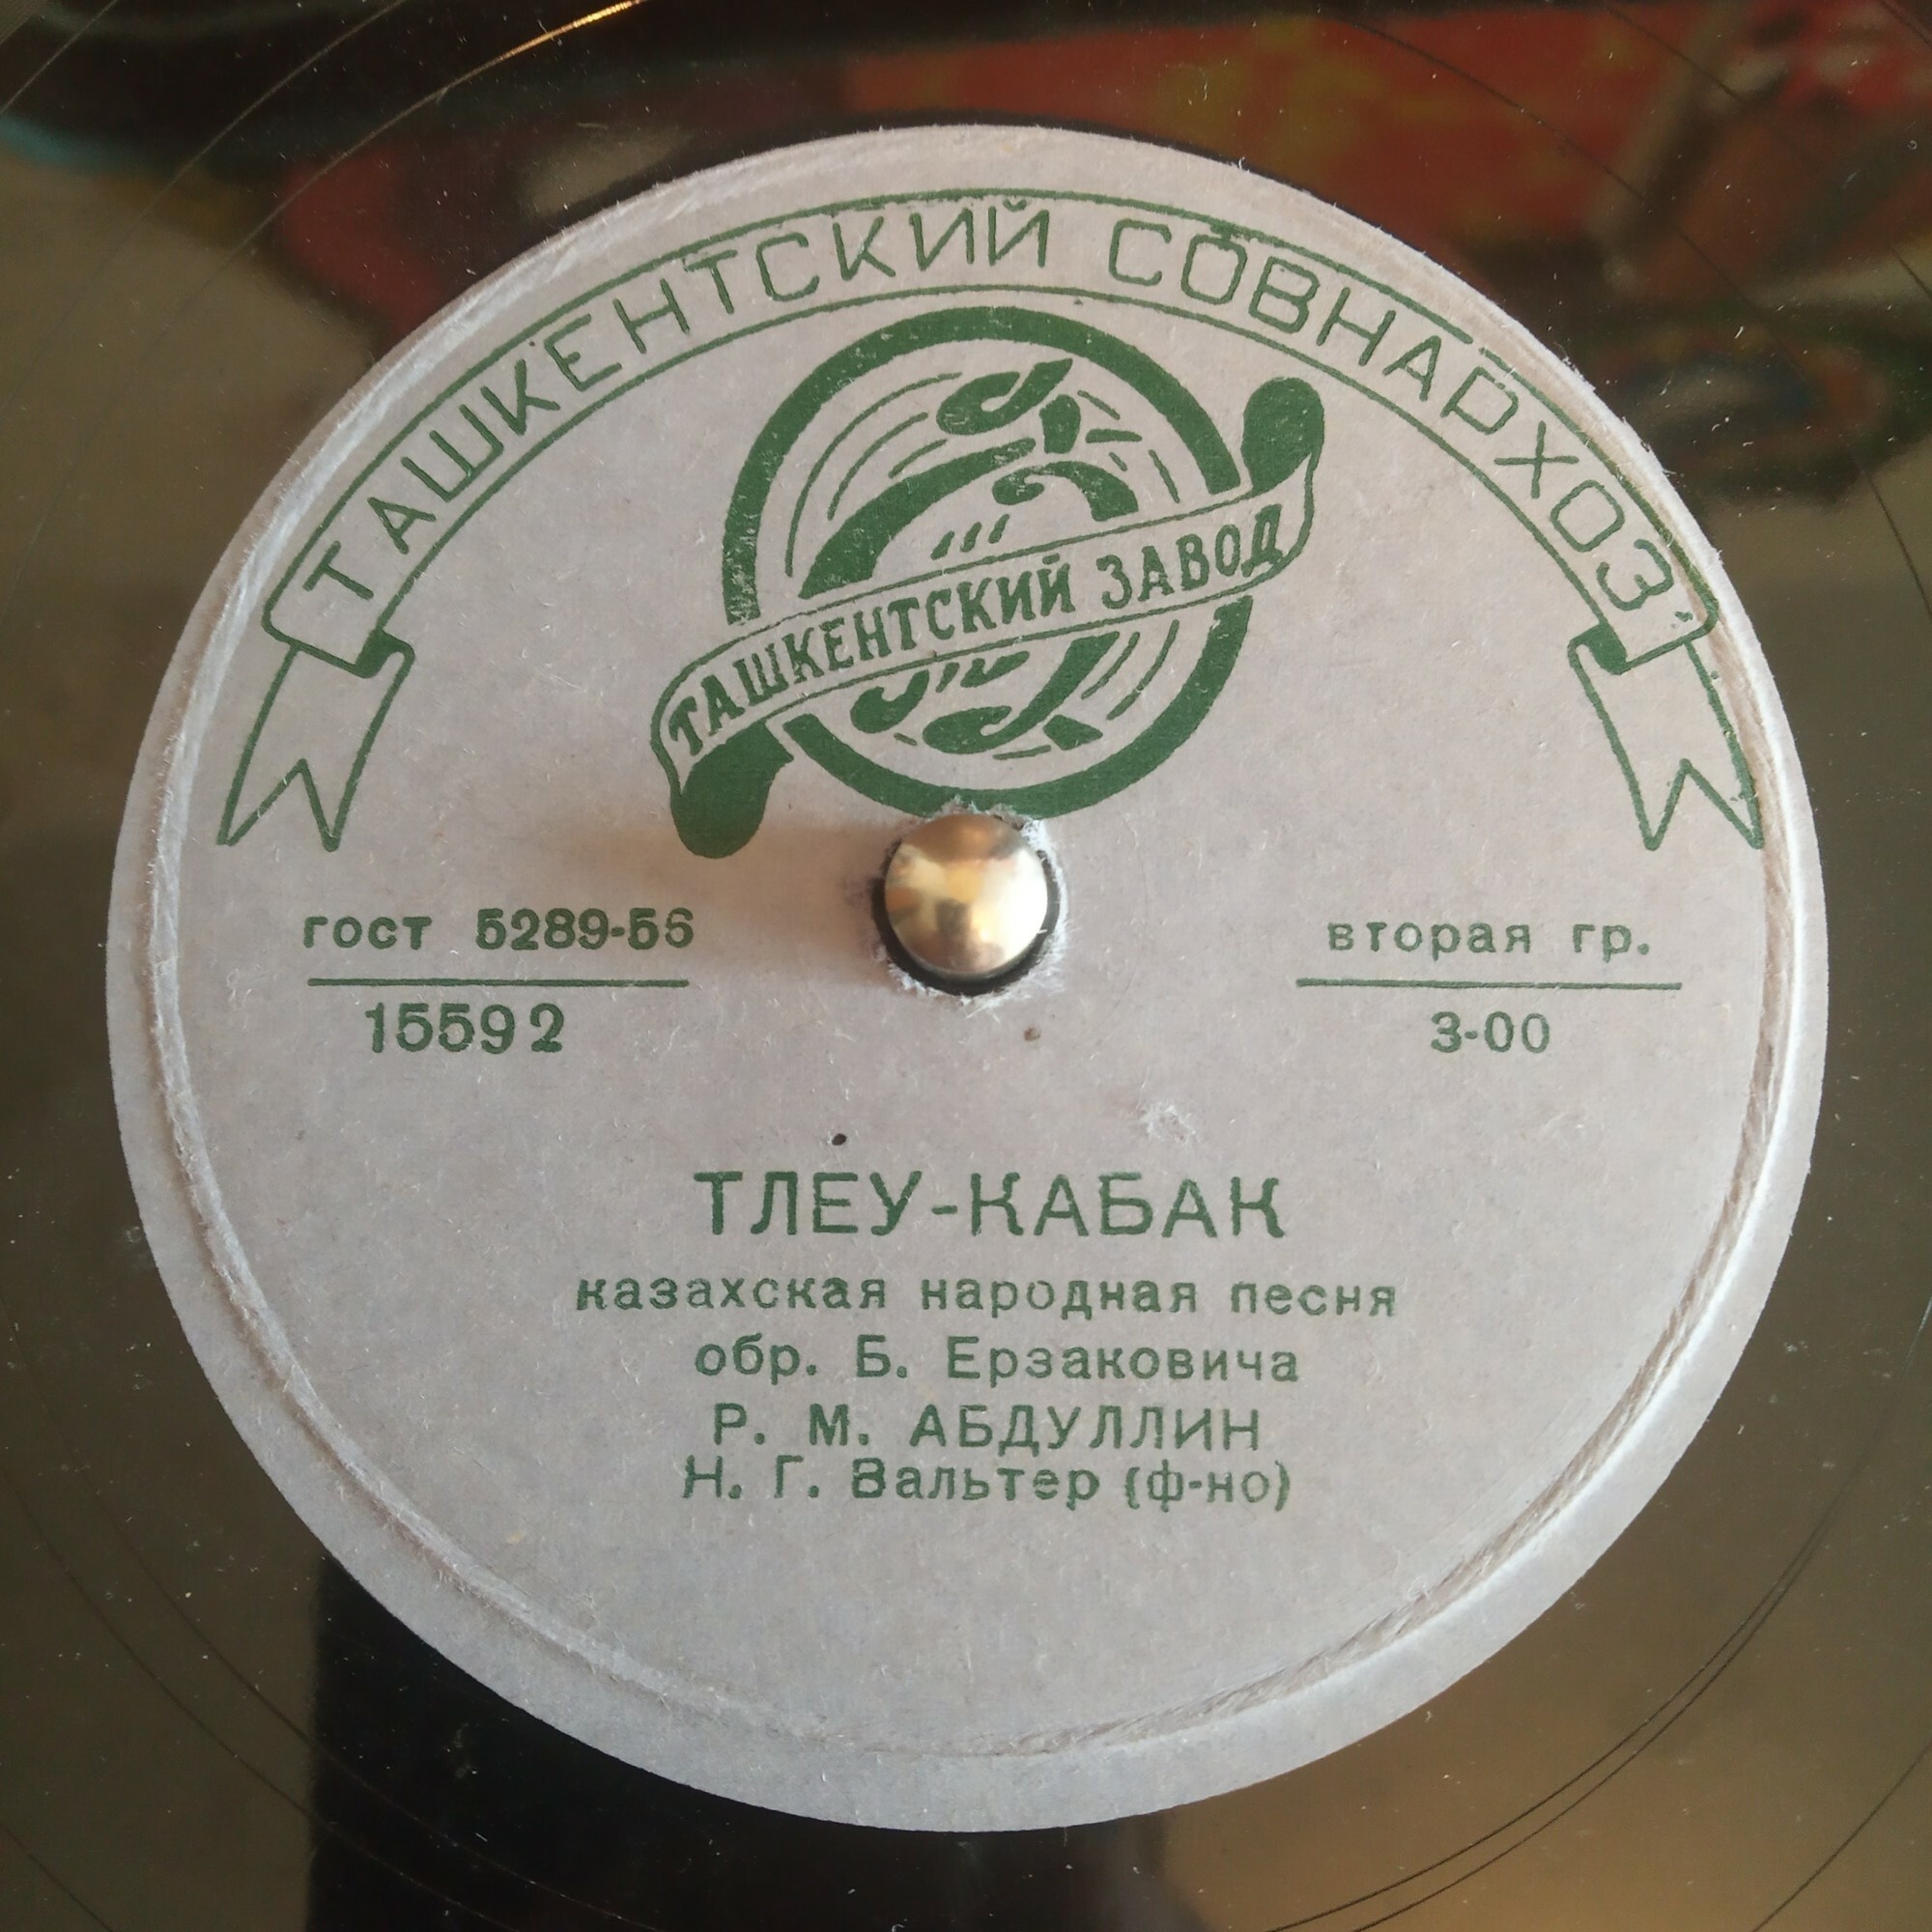 ТАШКЕНТСКИЙ СОВНАРХОЗ
ТАШКЕНТСКИЙ ЗАВОД
гост 5289-56
15592
вторая гр.
3-00
ТЛЕУ-КАБАК
казахская народная песня
обр. Б. Ерзаковича
Р. М. АБДУЛЛИН
Н. Г. Вальтер (ф-но)